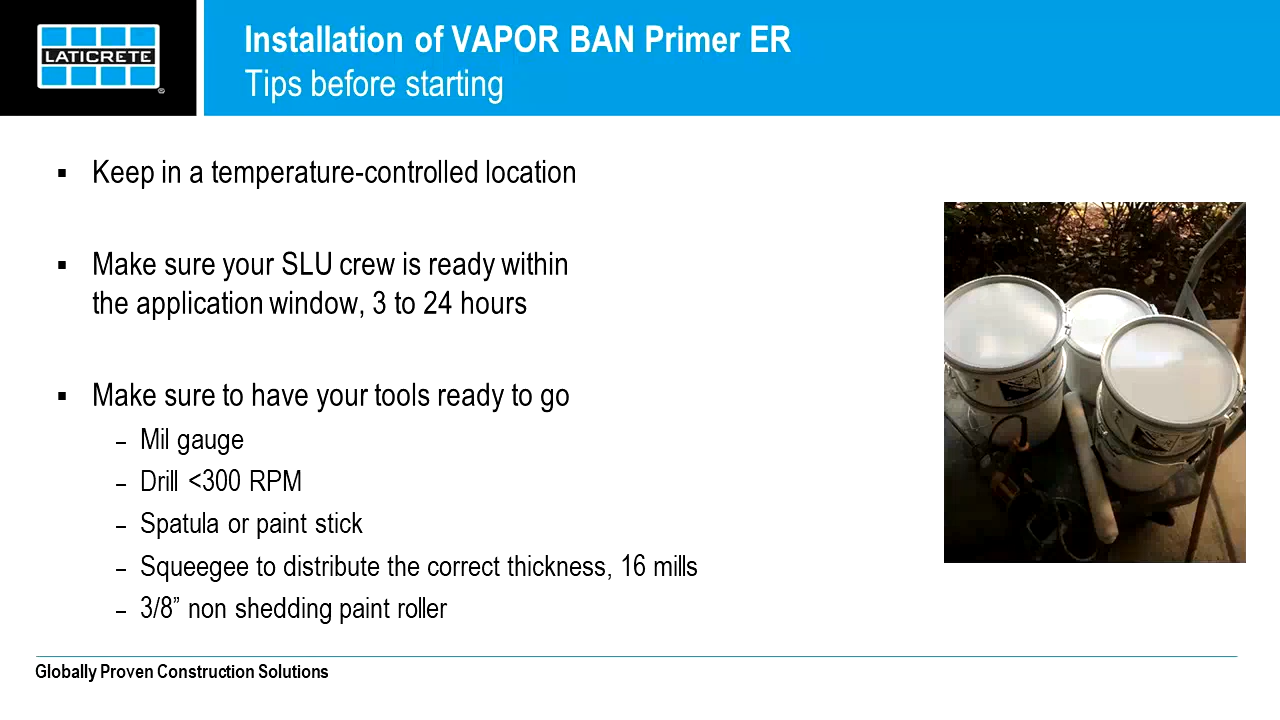 LATICRETE
®
Installation of VAPOR BAN Primer ER
Tips before starting
▪ Keep in a temperature-controlled location
▪ Make sure your SLU crew is ready within
the application window, 3 to 24 hours
▪ Make sure to have your tools ready to go
– Mil gauge
– Drill <300 RPM
– Spatula or paint stick
– Squeegee to distribute the correct thickness, 16 mills
– 3/8” non shedding paint roller
Globally Proven Construction Solutions